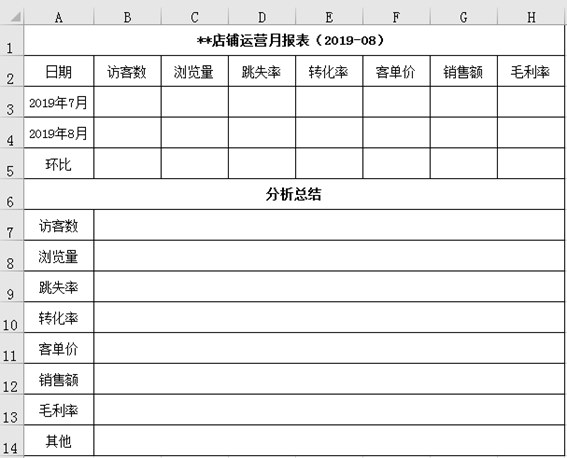 A B C D E F G H
1 **店铺运营月报表（2019-08）
2 日期 访客数 浏览量 跳失率 转化率 客单价 销售额 毛利率
3 2019年7月
4 2019年8月
5 环比
6 分析总结
7 访客数
8 浏览量
9 跳失率
10 转化率
11 客单价
12 销售额
13 毛利率
14 其他